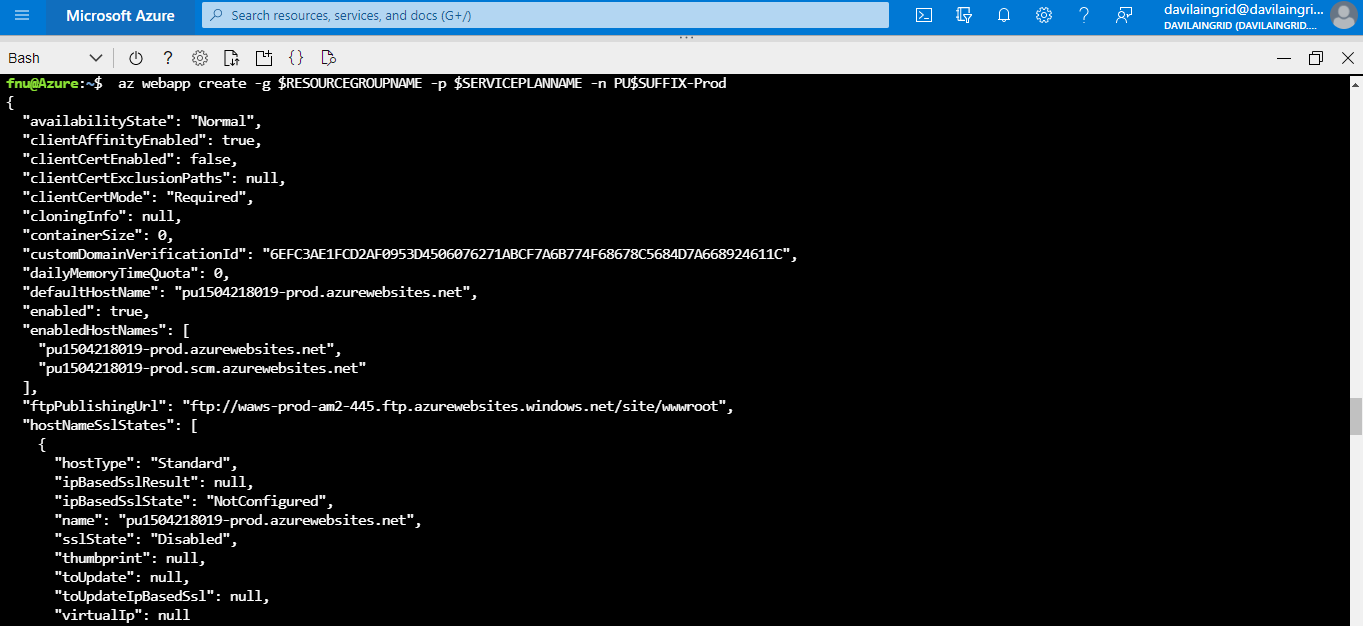 Microsoft Azure
Search resources, services, and docs (G+/)
davilaingrid@davilaingri...
DAVILAINGRID (DAVILAINGRID....
Bash
fnu@Azure:~$  az webapp create -g $RESOURCEGROUPNAME -p $SERVICEPLANNAME -n PU$SUFFIX-Prod
{
  "availabilityState": "Normal",
  "clientAffinityEnabled": true,
  "clientCertEnabled": false,
  "clientCertExclusionPaths": null,
  "clientCertMode": "Required",
  "cloningInfo": null,
  "containerSize": 0,
  "customDomainVerificationId": "6EFC3AE1FCD2AF0953D4506076271ABCF7A6B774F68678C5684D7A668924611C",
  "dailyMemoryTimeQuota": 0,
  "defaultHostName": "pu1504218019-prod.azurewebsites.net",
  "enabled": true,
  "enabledHostNames": [
    "pu1504218019-prod.azurewebsites.net",
    "pu1504218019-prod.scm.azurewebsites.net"
  ],
  "ftpPublishingUrl": "ftp://waws-prod-am2-445.ftp.azurewebsites.windows.net/site/wwwroot",
  "hostNameSslStates": [
    {
      "hostType": "Standard",
      "ipBasedSslResult": null,
      "ipBasedSslState": "NotConfigured",
      "name": "pu1504218019-prod.azurewebsites.net",
      "sslState": "Disabled",
      "thumbprint": null,
      "toUpdate": null,
      "toUpdateIpBasedSsl": null,
      "virtualIp": null